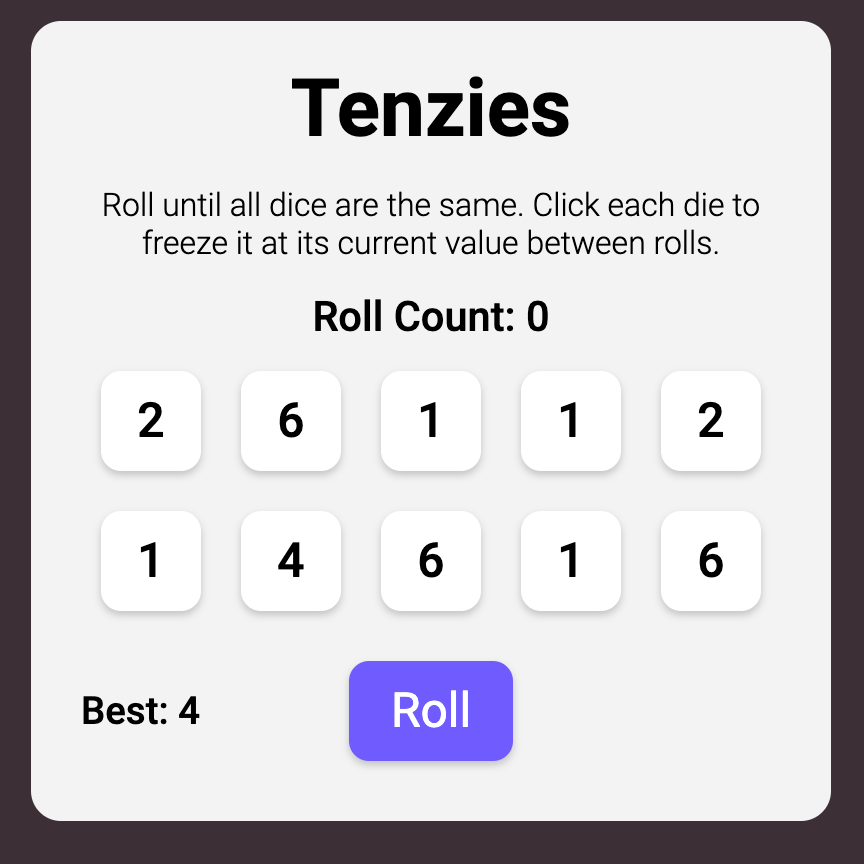 Tenzies
Roll until all dice are the same. Click each die to
freeze it at its current value between rolls.
Roll Count: 0
2 6 1 1 2
1 4 6 1 6
Best: 4 Roll